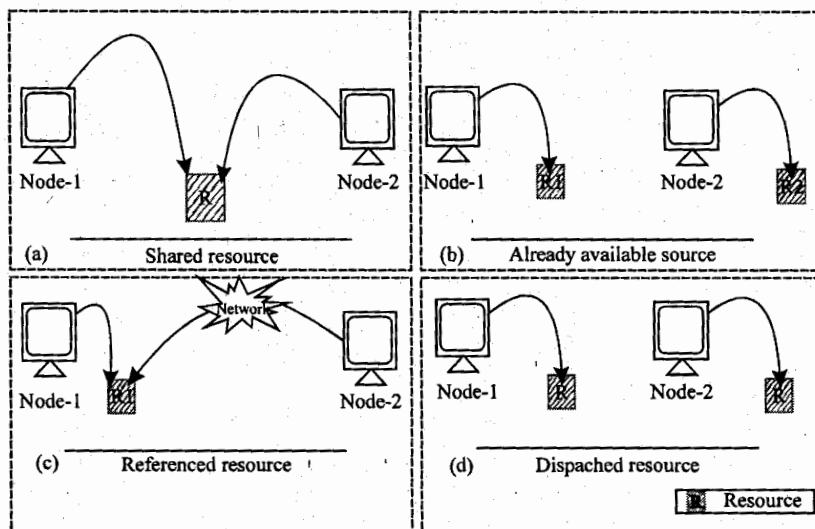 Node-1
Node-2
R
(a)
Shared resource
Node-1
Node-2
R1
R2
(b)
Already available source
Network
Node-1
Node-2
R1
(c)
Referenced resource
Node-1
Node-2
R
R
(d)
Dispached resource
R Resource